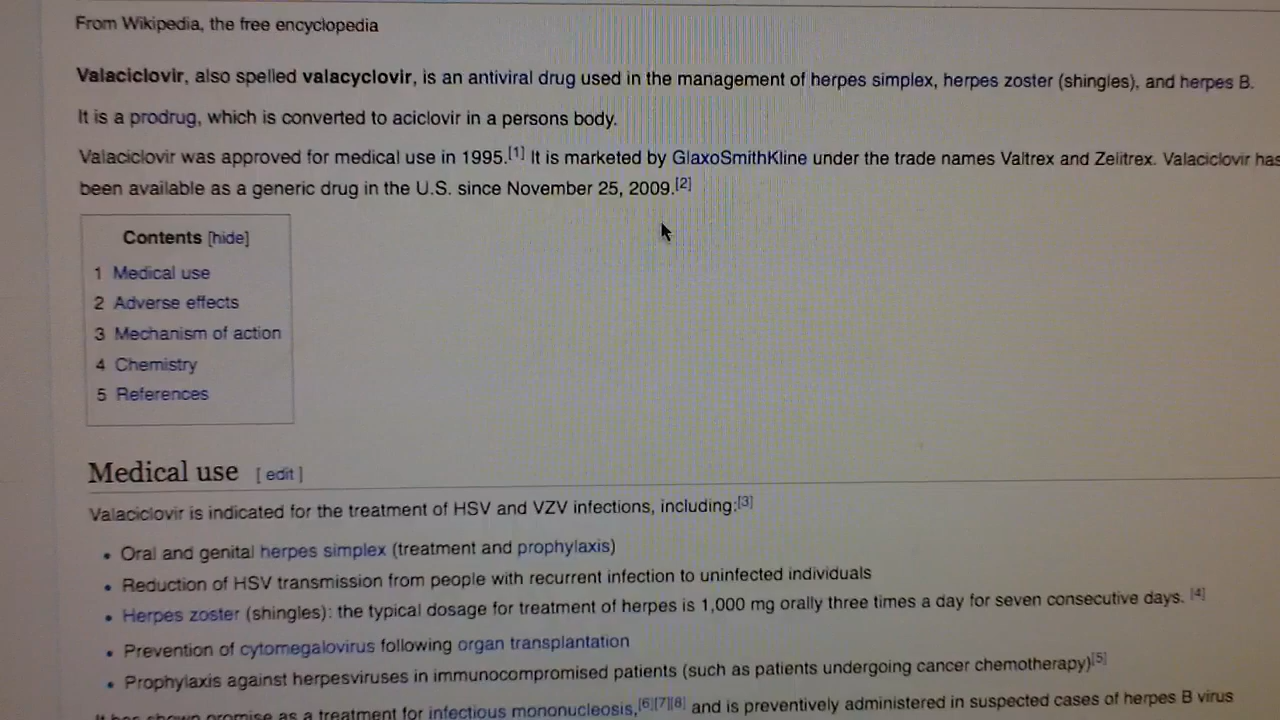 From Wikipedia, the free encyclopedia
Valaciclovir, also spelled valacyclovir, is an antiviral drug used in the management of herpes simplex, herpes zoster (shingles), and herpes B.
It is a prodrug, which is converted to aciclovir in a persons body.
Valaciclovir was approved for medical use in 1995.[1] It is marketed by GlaxoSmithKline under the trade names Valtrex and Zelitrex. Valaciclovir has
been available as a generic drug in the U.S. since November 25, 2009.[2]
Contents [hide]
1 Medical use
2 Adverse effects
3 Mechanism of action
4 Chemistry
5 References
Medical use [ edit ]
Valaciclovir is indicated for the treatment of HSV and VZV infections, including:[3]
• Oral and genital herpes simplex (treatment and prophylaxis)
• Reduction of HSV transmission from people with recurrent infection to uninfected individuals
• Herpes zoster (shingles): the typical dosage for treatment of herpes is 1,000 mg orally three times a day for seven consecutive days. [4]
• Prevention of cytomegalovirus following organ transplantation
• Prophylaxis against herpesviruses in immunocompromised patients (such as patients undergoing cancer chemotherapy)[5]
It has shown promise as a treatment for infectious mononucleosis,[6][7][8] and is preventively administered in suspected cases of herpes B virus